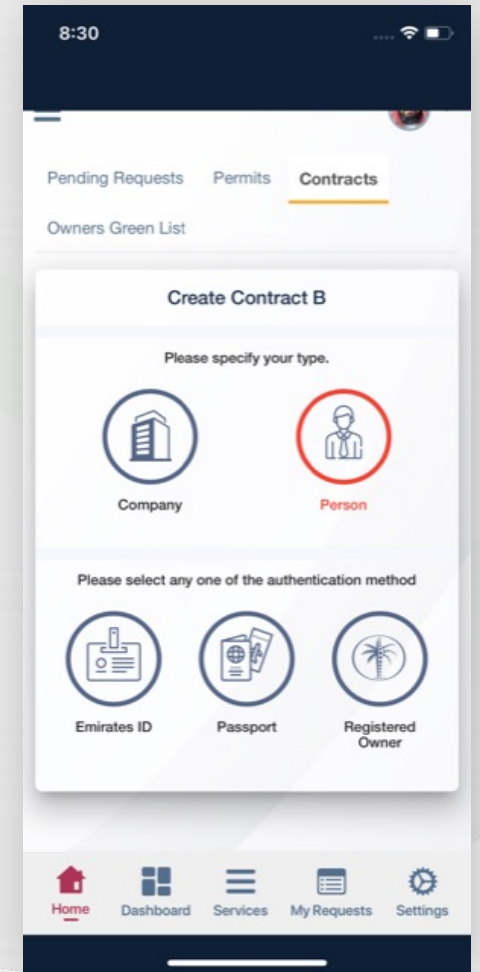 8:30
Pending Requests Permits Contracts
Owners Green List
Create Contract B
Please specify your type.
Company Person
Please select any one of the authentication method
Emirates ID Passport Registered
Owner
Home Dashboard Services My Requests Settings